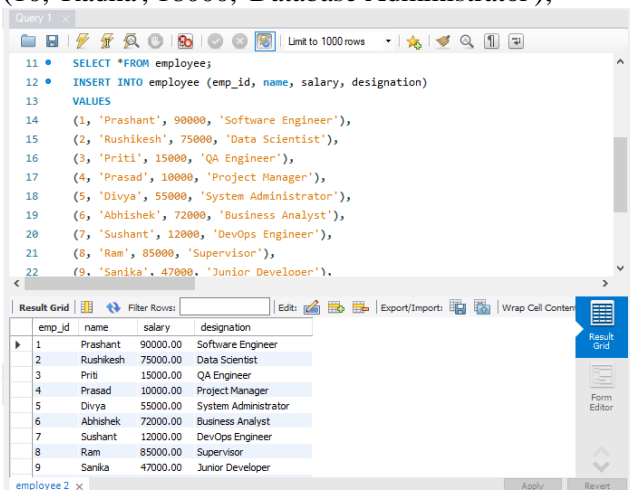 (10, 'Radha', 18000, 'Database Administrator');
Query 1
Limit to 1000 rows
11 SELECT *FROM employee;
12 INSERT INTO employee (emp_id, name, salary, designation)
13 VALUES
14 (1, 'Prashant', 90000, 'Software Engineer'),
15 (2, 'Rushikesh', 75000, 'Data Scientist'),
16 (3, 'Priti', 15000, 'QA Engineer'),
17 (4, 'Prasad', 10000, 'Project Manager'),
18 (5, 'Divya', 55000, 'System Administrator'),
19 (6, 'Abhishek', 72000, 'Business Analyst'),
20 (7, 'Sushant', 12000, 'DevOps Engineer'),
21 (8, 'Ram', 85000, 'Supervisor'),
22 (9, 'Sanika', 47000, 'Junior Developer'),
Result Grid Filter Rows: Edit: Export/Import: Wrap Cell Conten
emp_id name salary designation
1 Prashant 90000.00 Software Engineer
2 Rushikesh 75000.00 Data Scientist
3 Priti 15000.00 QA Engineer
4 Prasad 10000.00 Project Manager
5 Divya 55000.00 System Administrator
6 Abhishek 72000.00 Business Analyst
7 Sushant 12000.00 DevOps Engineer
8 Ram 85000.00 Supervisor
9 Sanika 47000.00 Junior Developer
Result
Grid
Form
Editor
employee 2 Apply Revert